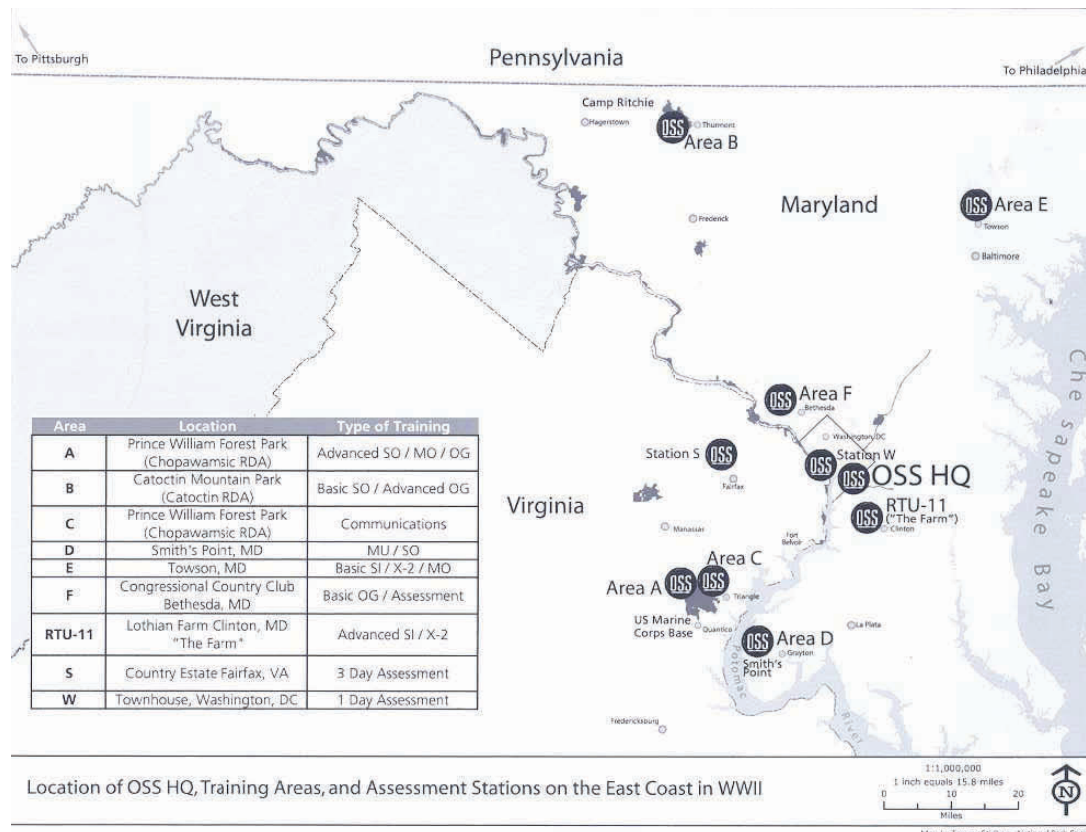 To Pittsburgh
Pennsylvania
To Philadelphia
Camp Ritchie
Hagerstown
OSS
Thurmont
Area B
Maryland
OSS
Area E
Towson
Frederick
Baltimore
West
Virginia
Chesapeake Bay
OSS
Area F
Bethesda
Washington, DC
Station S
OSS
Fairfax
Station W
OSS
OSS
OSS HQ
Virginia
OSS
RTU-11
("The Farm")
Clinton
Manassas
Fort
Belvoir
Area C
Area A
OSS
OSS
Triangle
US Marine
Corps Base
Quantico
La Plata
OSS
Area D
Grayton
Smith's
Point
Potomac
River
Fredericksburg
Area Location Type of Training
A Prince William Forest Park (Chopawamsic RDA) Advanced SO / MO / OG
B Catoctin Mountain Park (Catoctin RDA) Basic SO / Advanced OG
C Prince William Forest Park (Chopawamsic RDA) Communications
D Smith's Point, MD MU / SO
E Towson, MD Basic SI / X-2 / MO
F Congressional Country Club Bethesda, MD Basic OG / Assessment
RTU-11 Lothian Farm Clinton, MD "The Farm" Advanced SI / X-2
S Country Estate Fairfax, VA 3 Day Assessment
W Townhouse, Washington, DC 1 Day Assessment
Location of OSS HQ, Training Areas, and Assessment Stations on the East Coast in WWII
1:1,000,000
1 inch equals 15.8 miles
0 10 20
Miles
N